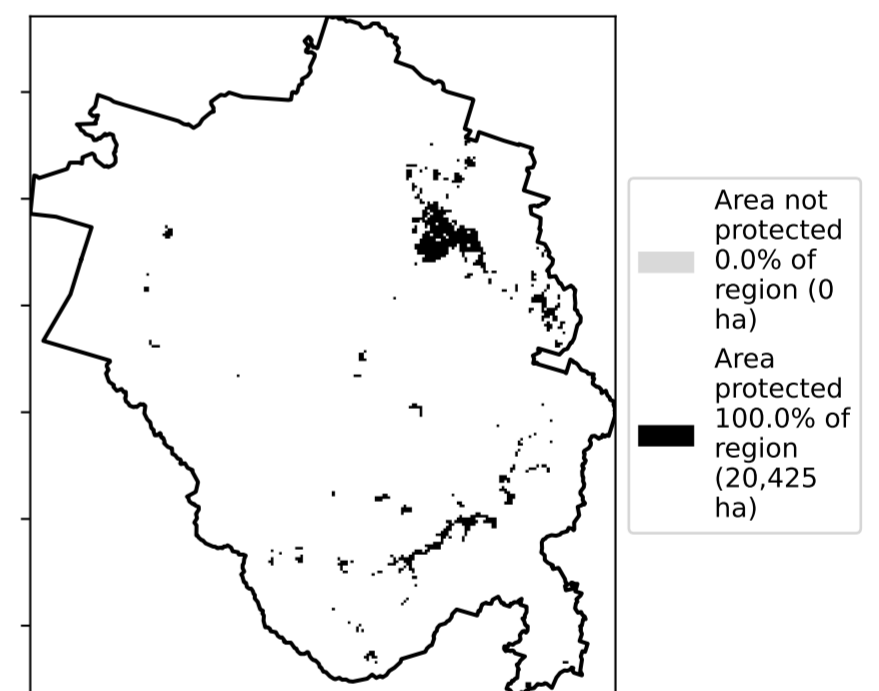 Area not
protected
0.0% of
region (0
ha)
Area
protected
100.0% of
region
(20,425
ha)